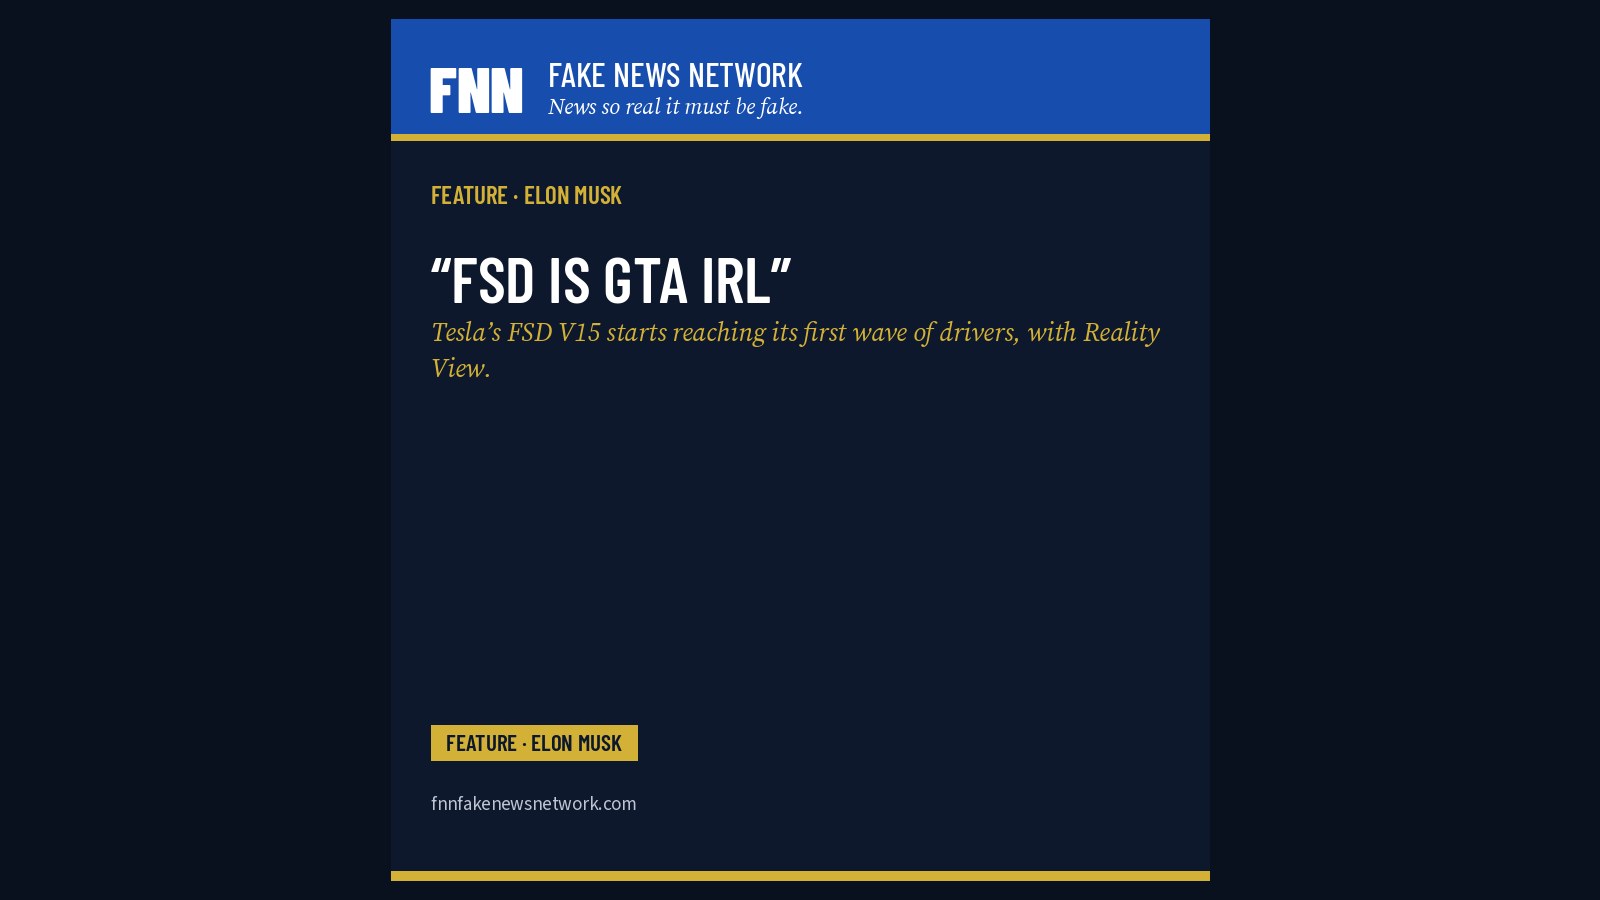 FNN
FAKE NEWS NETWORK
News so real it must be fake.
FEATURE · ELON MUSK
“FSD IS GTA IRL”
Tesla’s FSD V15 starts reaching its first wave of drivers, with Reality
View.
FEATURE · ELON MUSK
fnnfakenewsnetwork.com